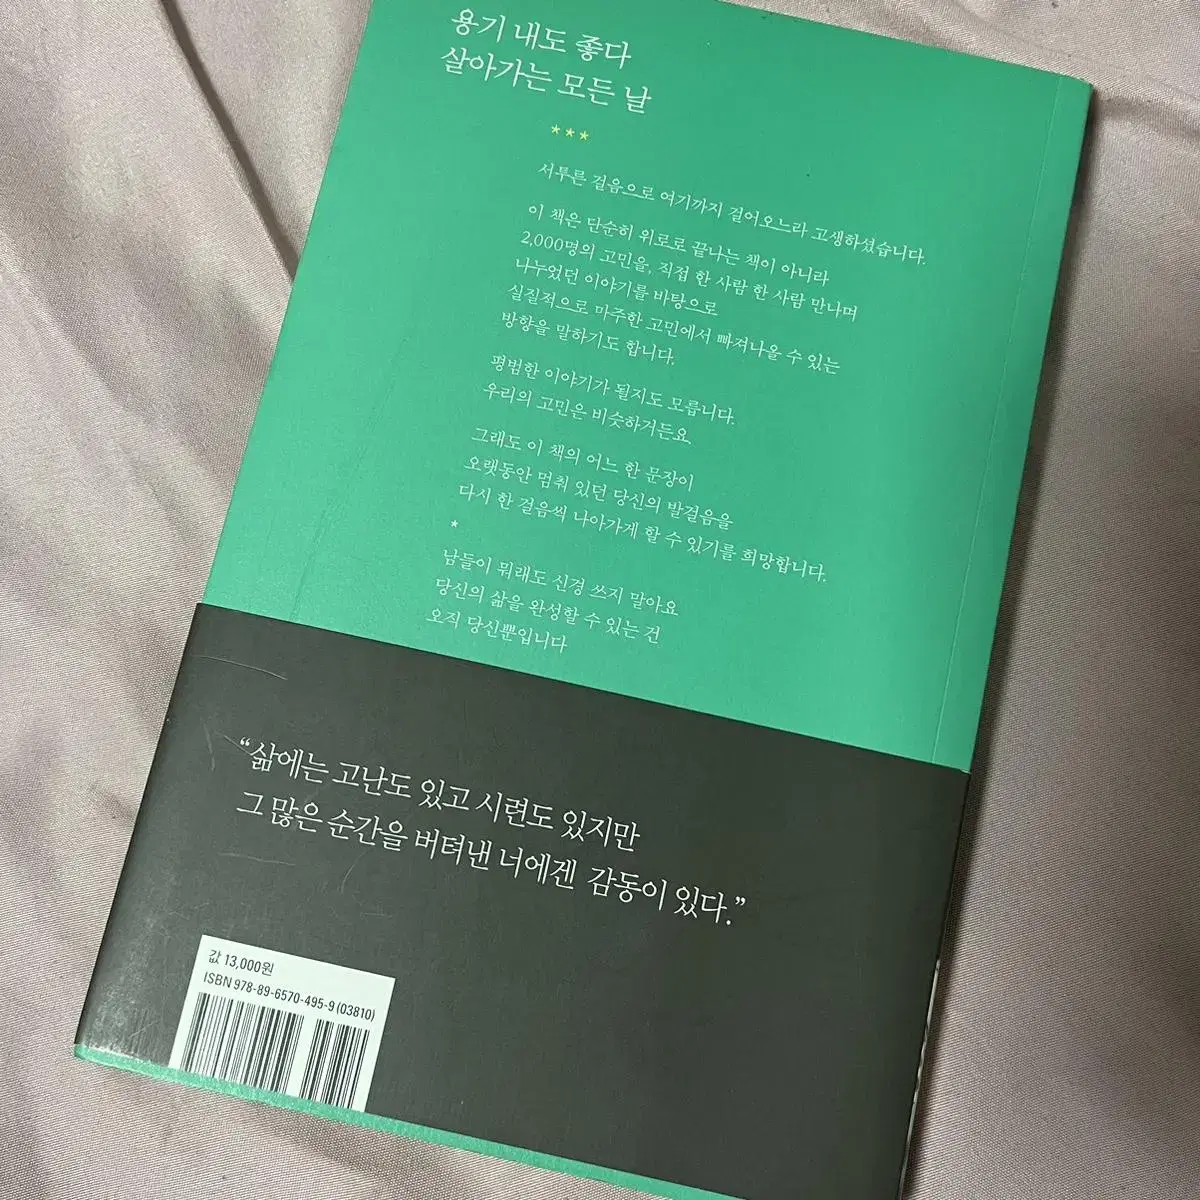 용기 내도 좋다
살아가는 모든 날
***
서투른 걸음으로 여기까지 걸어오느라 고생하셨습니다.
이 책은 단순히 위로로 끝나는 책이 아니라
2,000명의 고민을, 직접 한 사람 한 사람 만나며
나누었던 이야기를 바탕으로
실질적으로 마주한 고민에서 빠져나올 수 있는
방향을 말하기도 합니다.
평범한 이야기가 될지도 모릅니다.
우리의 고민은 비슷하거든요.
그래도 이 책의 어느 한 문장이
오랫동안 멈춰 있던 당신의 발걸음을
다시 한 걸음씩 나아가게 할 수 있기를 희망합니다.
*
남들이 뭐래도 신경 쓰지 말아요
당신의 삶을 완성할 수 있는 건
오직 당신뿐입니다
“삶에는 고난도 있고 시련도 있지만
그 많은 순간을 버텨낸 너에겐 감동이 있다.”
값 13,000원
ISBN 978-89-6570-495-9 (03810)